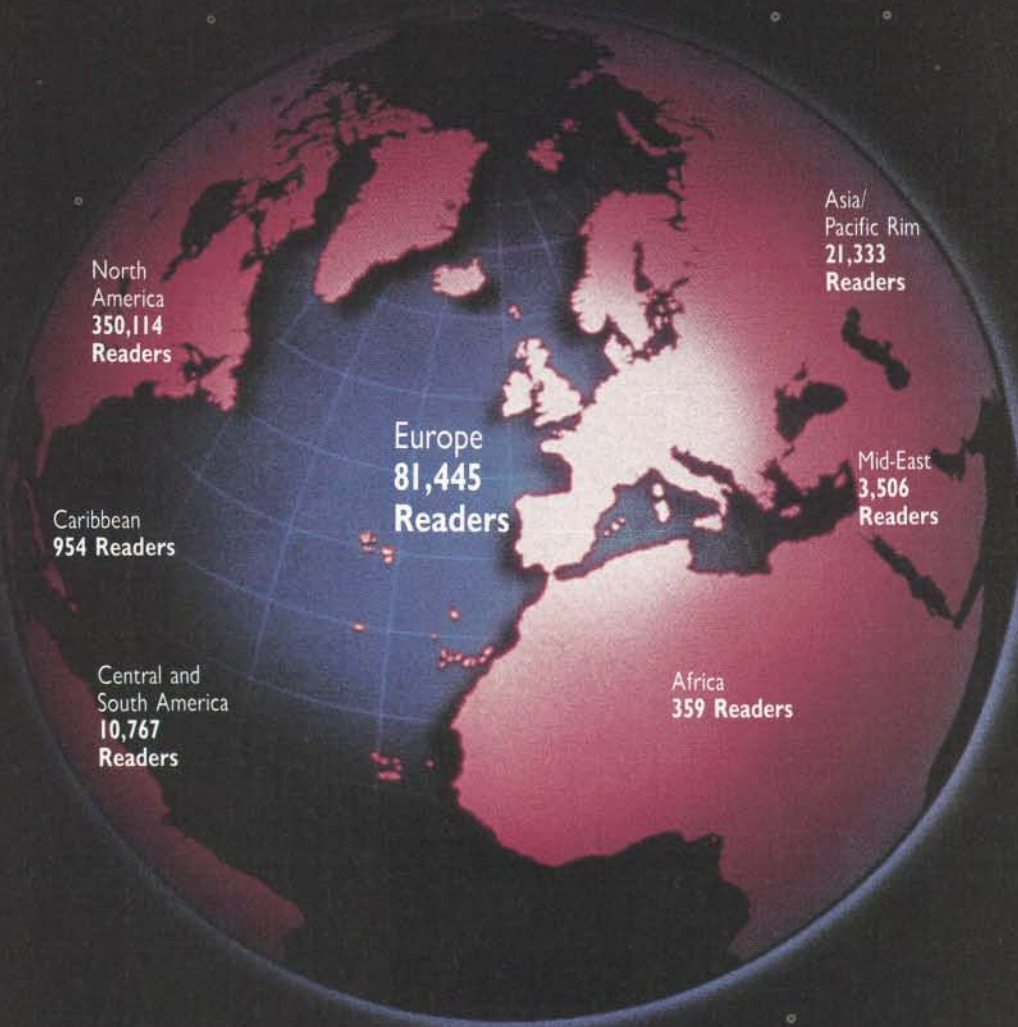 North
America
350,114
Readers
Asia/
Pacific Rim
21,333
Readers
Europe
81,445
Readers
Mid-East
3,506
Readers
Caribbean
954 Readers
Central and
South America
10,767
Readers
Africa
359 Readers